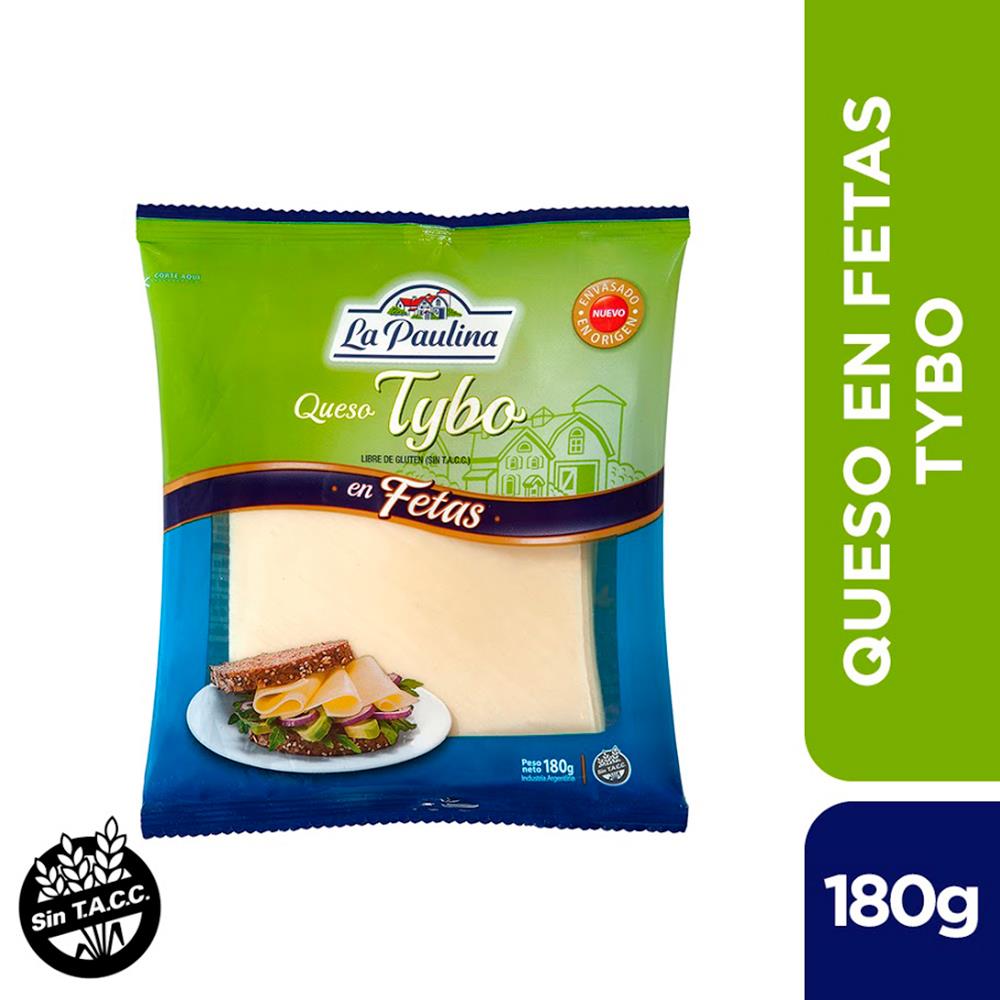 CORTE AQUÍ
La Paulina
ENVASADO
NUEVO
EN ORIGEN
Queso Tybo
LIBRE DE GLUTEN (SIN T.A.C.C.)
en Fetas
Peso
neto 180g
Industria Argentina
Sin T.A.C.C.
Sin T.A.C.C.
QUESO EN FETAS
TYBO
180g